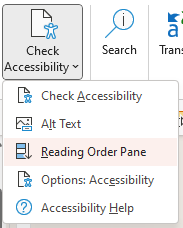 Check
Accessibility
Search
Check Accessibility
Alt Text
Reading Order Pane
Options: Accessibility
Accessibility Help